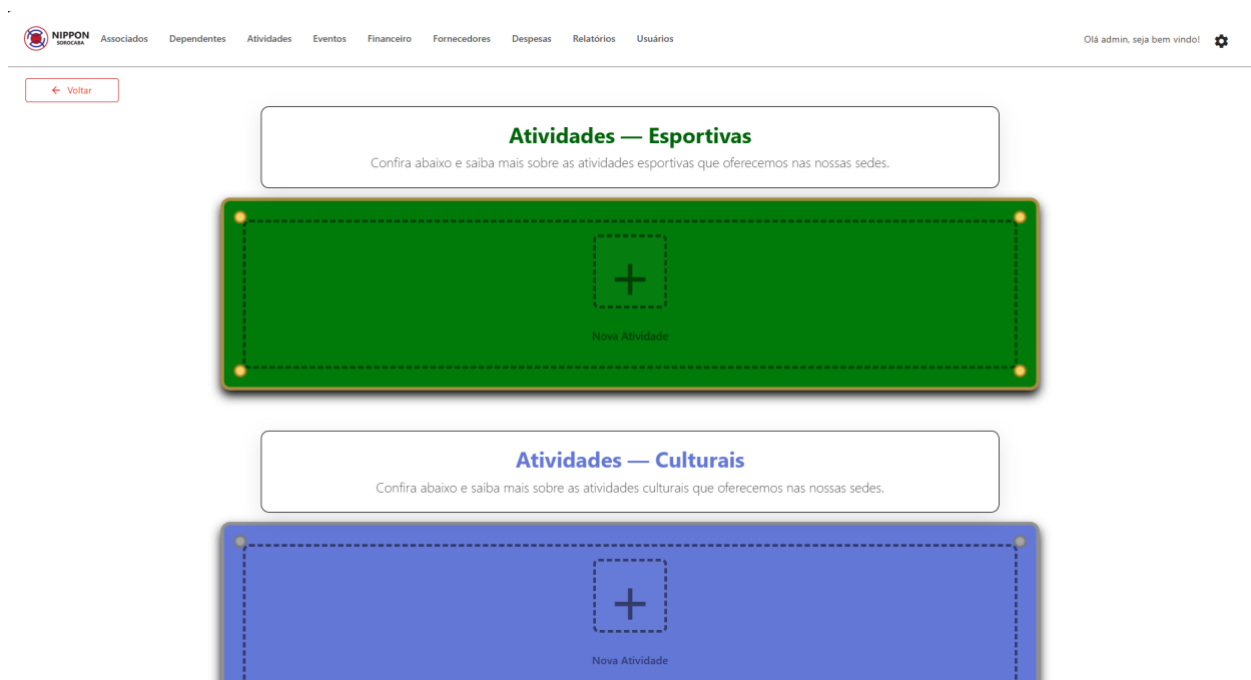 NIPPON
SOROCABA
Associados Dependentes Atividades Eventos Financeiro Fornecedores Despesas Relatórios Usuários
Olá admin, seja bem vindo!
← Voltar
Atividades — Esportivas
Confira abaixo e saiba mais sobre as atividades esportivas que oferecemos nas nossas sedes.
+
Nova Atividade
Atividades — Culturais
Confira abaixo e saiba mais sobre as atividades culturais que oferecemos nas nossas sedes.
+
Nova Atividade